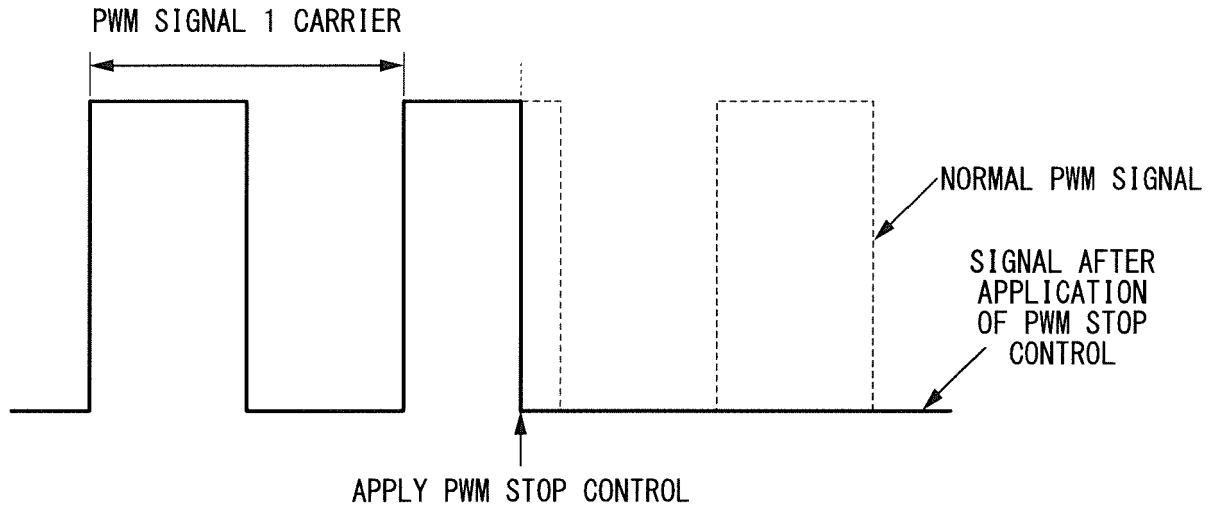 PWM SIGNAL 1 CARRIER
NORMAL PWM SIGNAL
SIGNAL AFTER
APPLICATION
OF PWM STOP
CONTROL
APPLY PWM STOP CONTROL